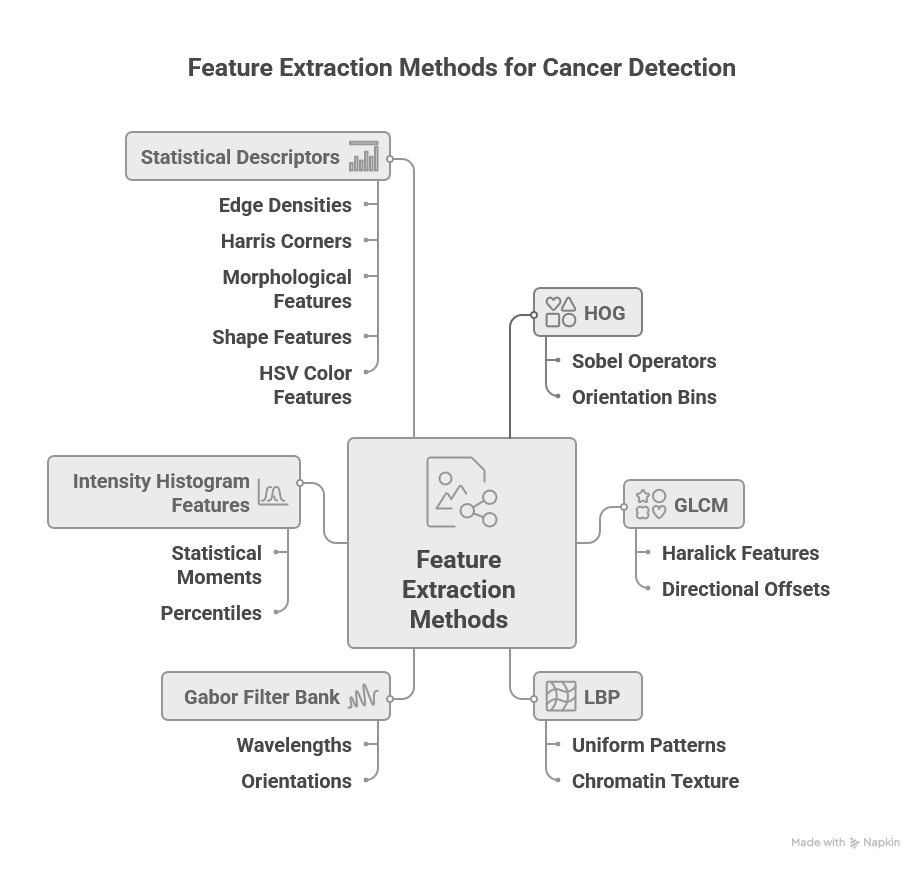 Feature Extraction Methods for Cancer Detection
Statistical Descriptors
Edge Densities
Harris Corners
Morphological
Features
Shape Features
HSV Color
Features
HOG
Sobel Operators
Orientation Bins
Intensity Histogram
Features
Statistical
Moments
Percentiles
Feature
Extraction
Methods
GLCM
Haralick Features
Directional Offsets
Gabor Filter Bank
Wavelengths
Orientations
LBP
Uniform Patterns
Chromatin Texture
Made with Napkin